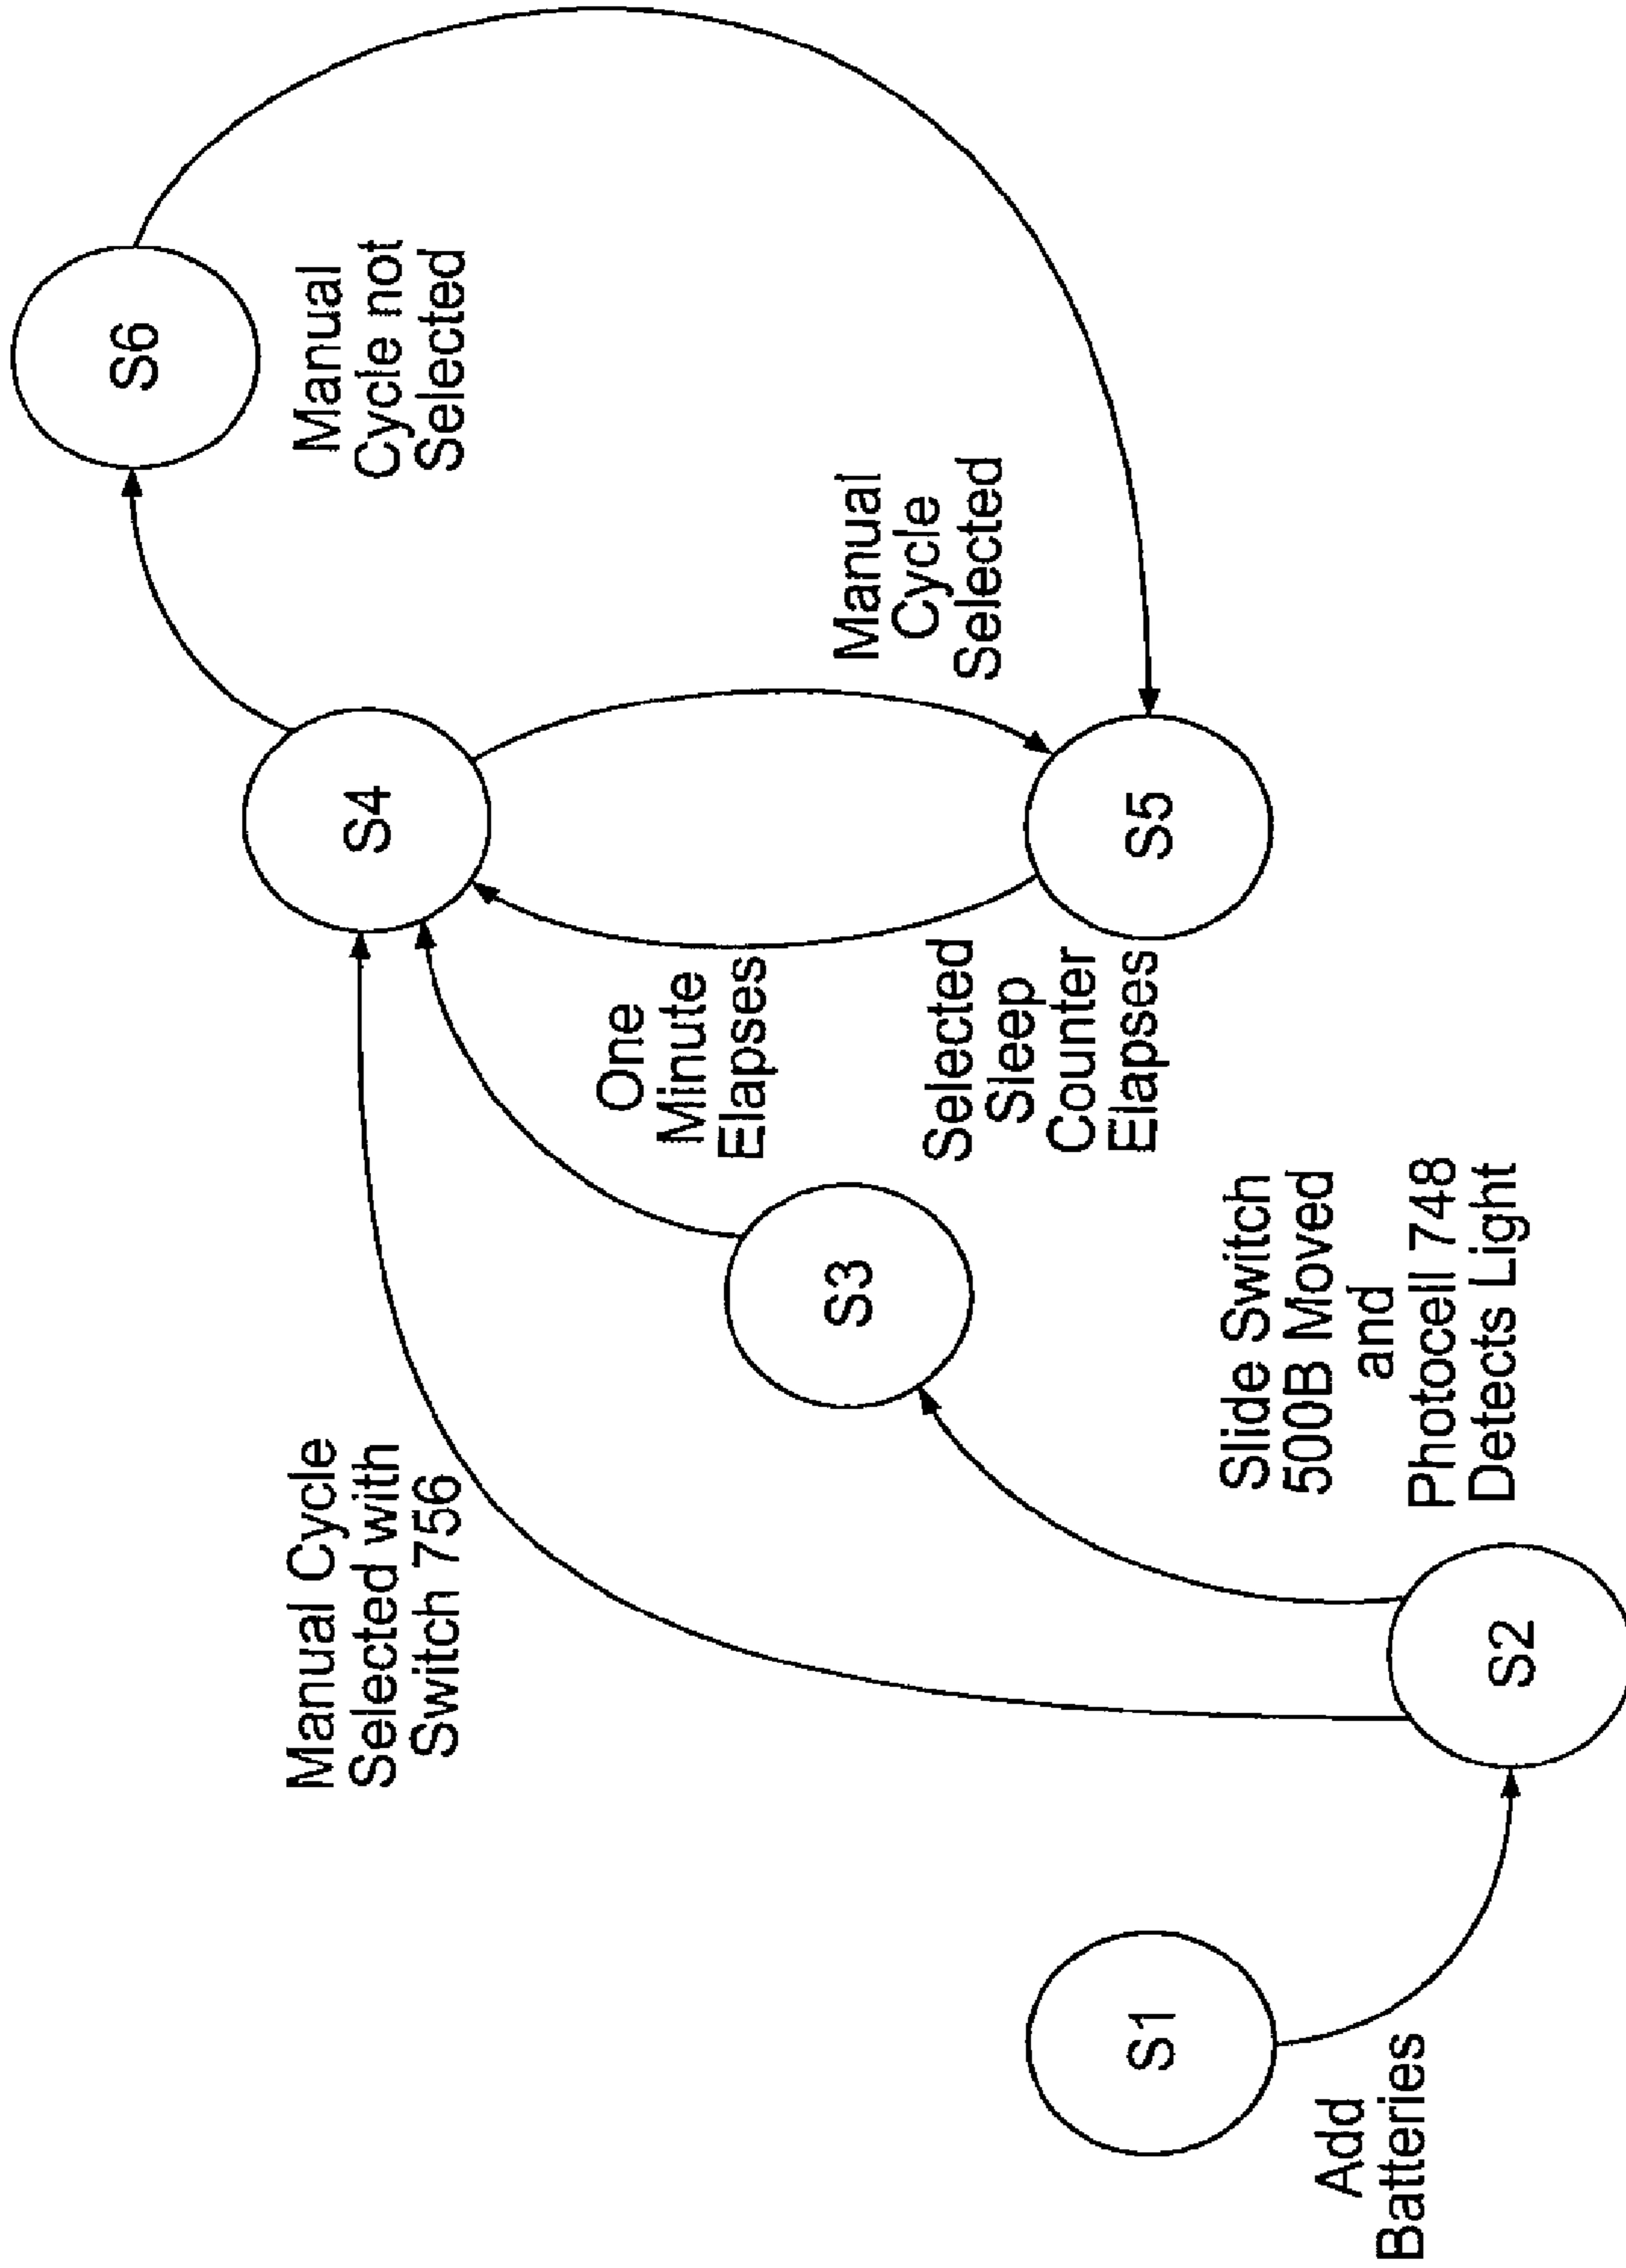 Add
Batteries
S1
S2
Manual Cycle
Selected with
Switch 756
Slide Switch
500B Moved
and
Photocell 748
Detects Light
S3
One
Minute
Elapses
Selected
Sleep
Counter
Elapses
S4
S5
Manual
Cycle
Selected
S6
Manual
Cycle not
Selected